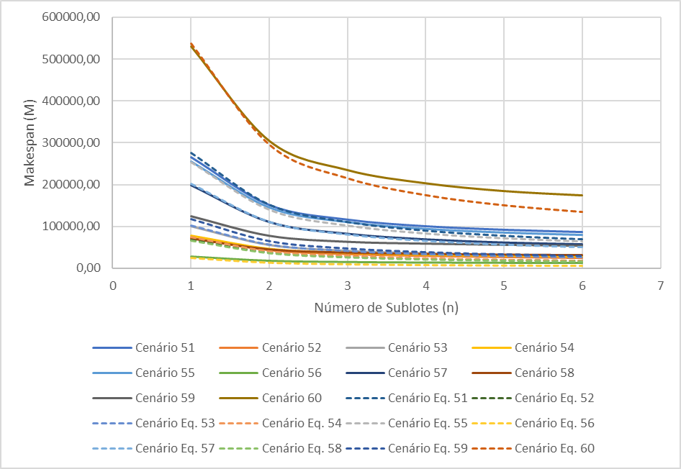 600000,00
500000,00
400000,00
300000,00
200000,00
100000,00
0,00
Makespan (M)
0 1 2 3 4 5 6 7
Número de Sublotes (n)
Cenário 51 Cenário 52 Cenário 53 Cenário 54
Cenário 55 Cenário 56 Cenário 57 Cenário 58
Cenário 59 Cenário 60 Cenário Eq. 51 Cenário Eq. 52
Cenário Eq. 53 Cenário Eq. 54 Cenário Eq. 55 Cenário Eq. 56
Cenário Eq. 57 Cenário Eq. 58 Cenário Eq. 59 Cenário Eq. 60